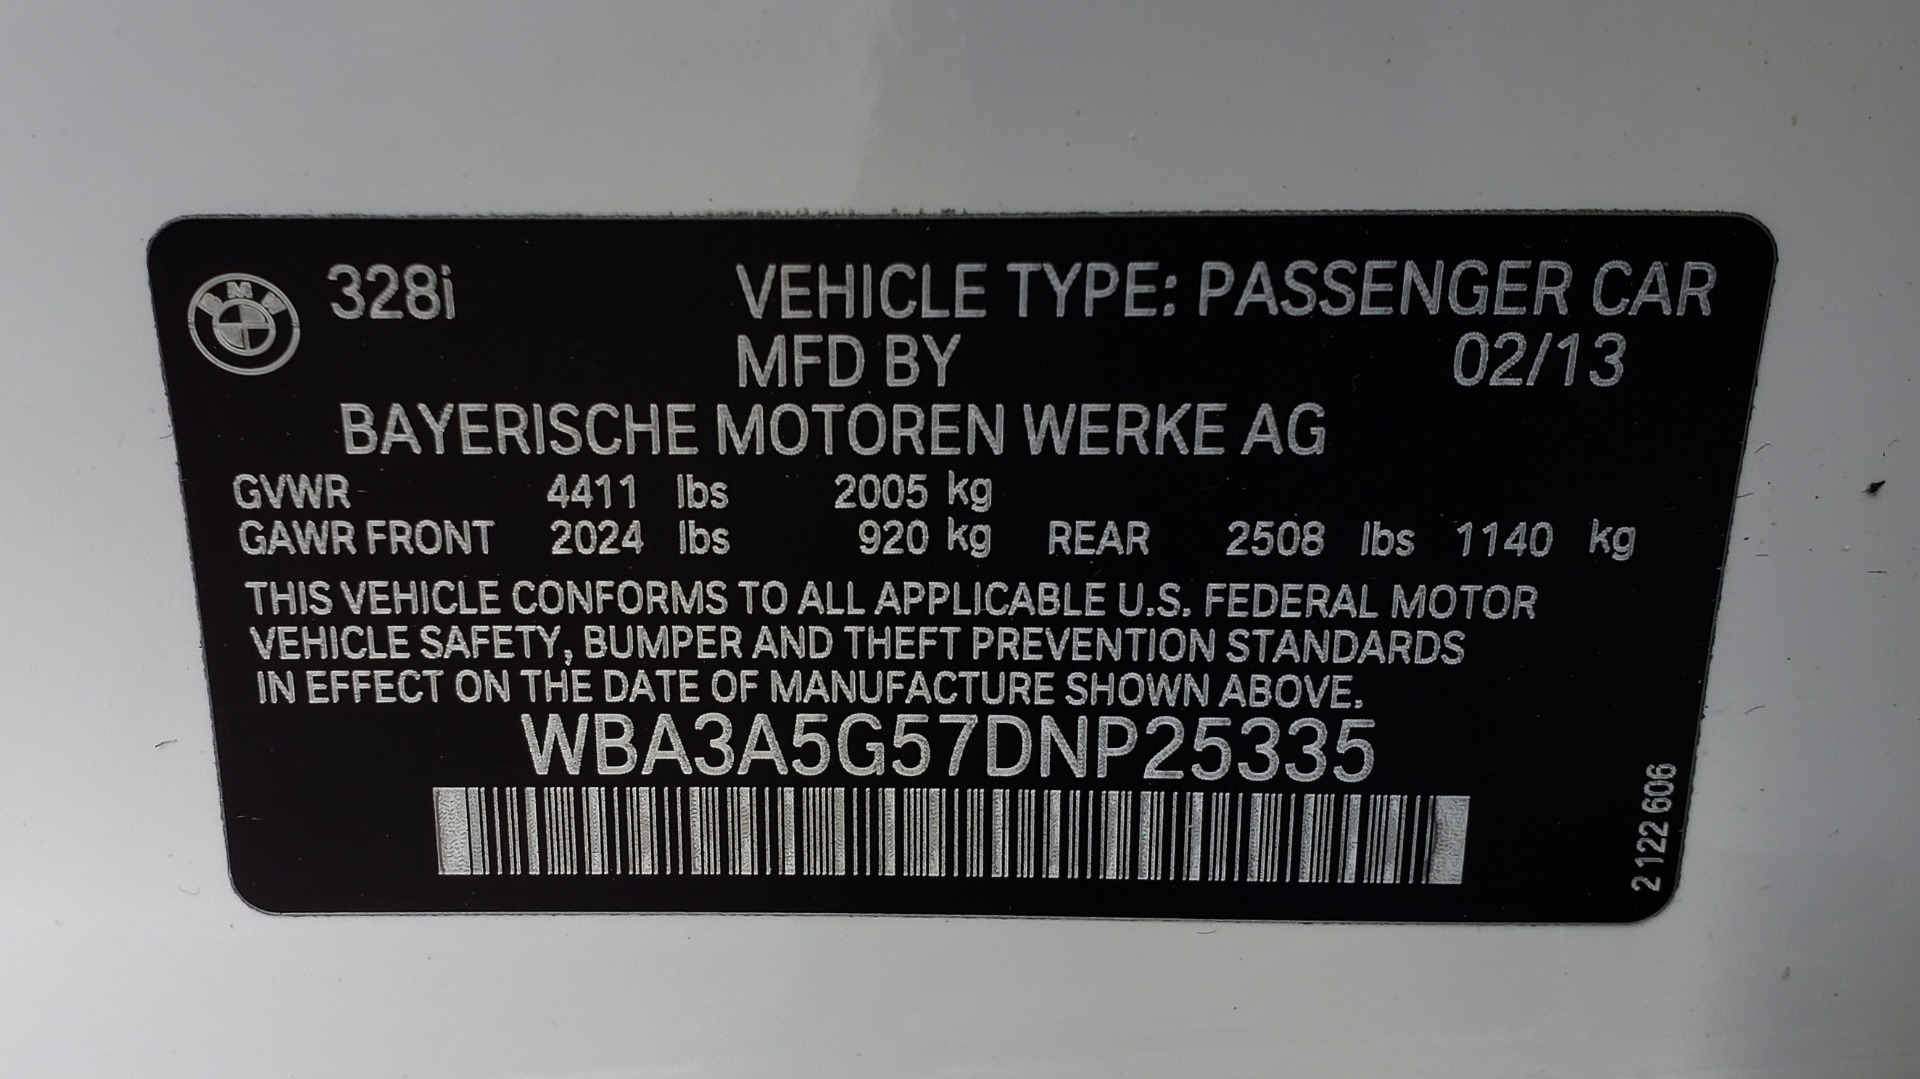 BMW 328i VEHICLE TYPE: PASSENGER CAR
MFD BY 02/13
BAYERISCHE MOTOREN WERKE AG
GVWR 4411 lbs 2005 kg
GAWR FRONT 2024 lbs 920 kg REAR 2508 lbs 1140 kg
THIS VEHICLE CONFORMS TO ALL APPLICABLE U.S. FEDERAL MOTOR
VEHICLE SAFETY, BUMPER AND THEFT PREVENTION STANDARDS
IN EFFECT ON THE DATE OF MANUFACTURE SHOWN ABOVE.
WBA3A5G57DNP25335
2 122 606